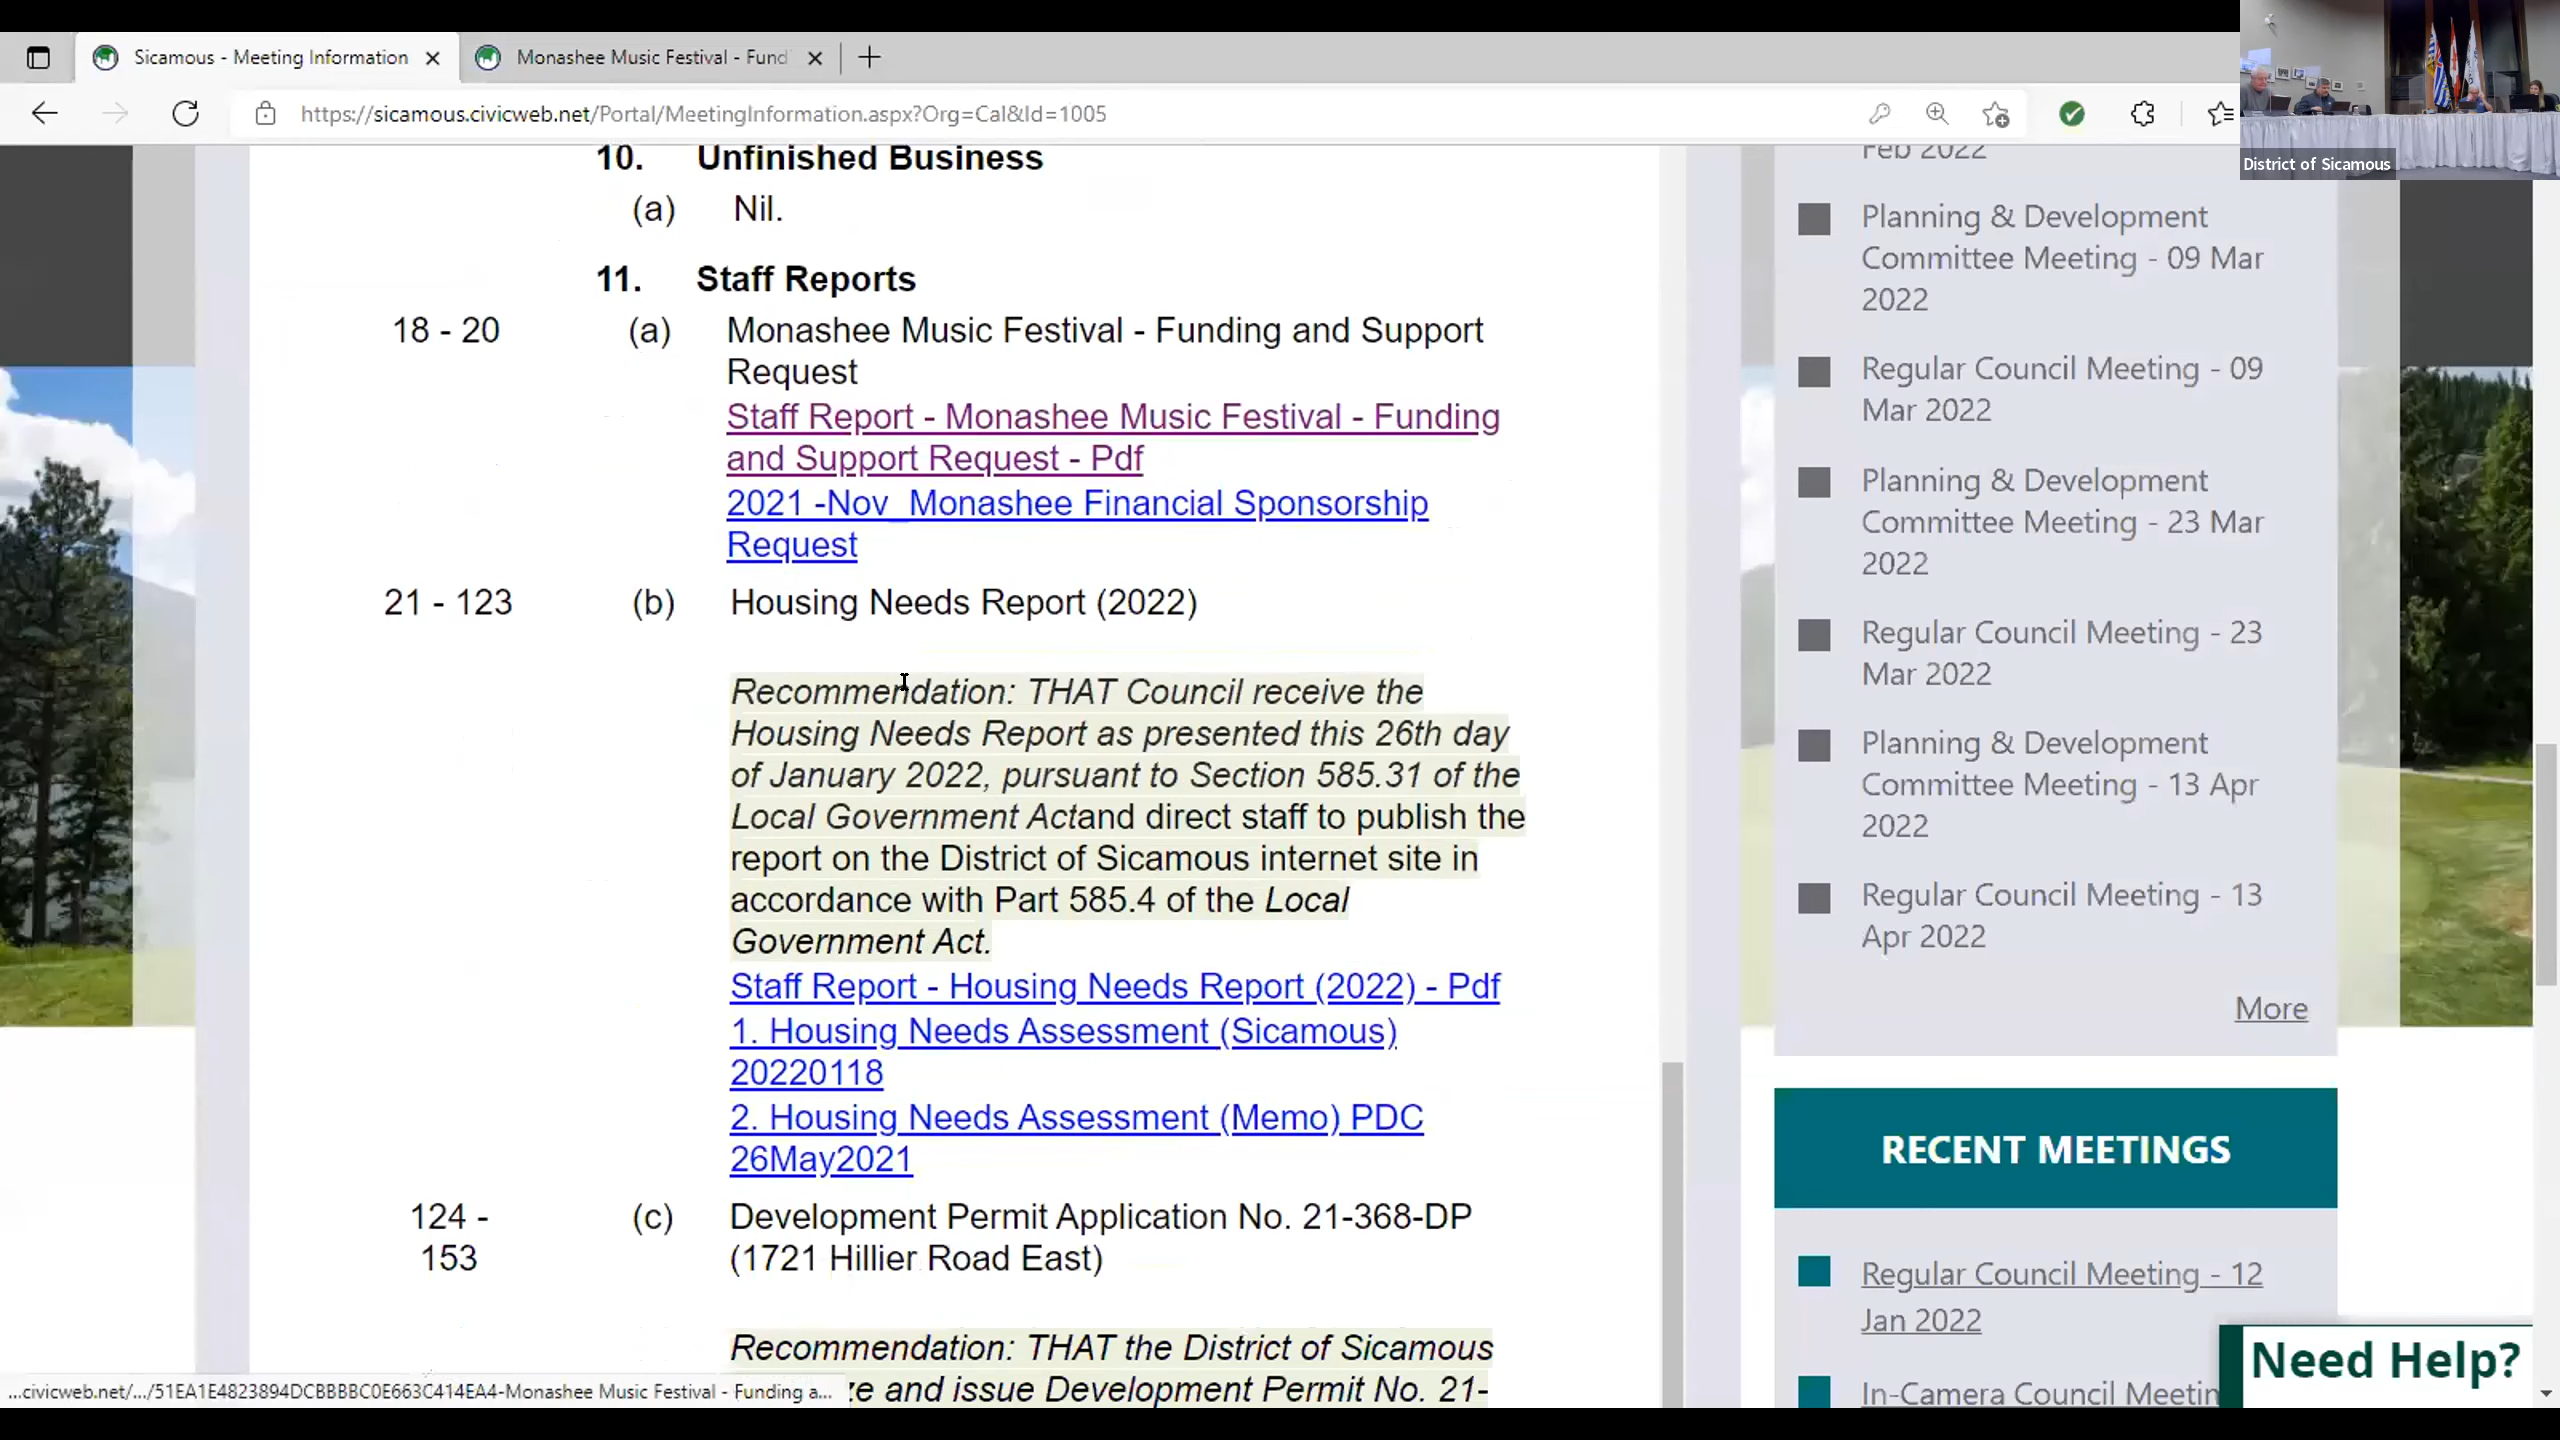 Sicamous - Meeting Information
Monashee Music Festival - Fund
https://sicamous.civicweb.net/Portal/MeetingInformation.aspx?Org=Cal&Id=1005
District of Sicamous
10. Unfinished Business
(a) Nil.
11. Staff Reports
18 - 20 (a) Monashee Music Festival - Funding and Support
Request
Staff Report - Monashee Music Festival - Funding
and Support Request - Pdf
2021 -Nov_Monashee Financial Sponsorship
Request
21 - 123 (b) Housing Needs Report (2022)
Recommendation: THAT Council receive the
Housing Needs Report as presented this 26th day
of January 2022, pursuant to Section 585.31 of the
Local Government Actand direct staff to publish the
report on the District of Sicamous internet site in
accordance with Part 585.4 of the Local
Government Act.
Staff Report - Housing Needs Report (2022) - Pdf
1. Housing Needs Assessment (Sicamous)
20220118
2. Housing Needs Assessment (Memo) PDC
26May2021
124 - (c) Development Permit Application No. 21-368-DP
153 (1721 Hillier Road East)
Recommendation: THAT the District of Sicamous
ze and issue Development Permit No. 21-
...civicweb.net/.../51EA1E4823894DCBBBBC0E663C414EA4-Monashee Music Festival - Funding a...
Feb 2022
Planning & Development
Committee Meeting - 09 Mar
2022
Regular Council Meeting - 09
Mar 2022
Planning & Development
Committee Meeting - 23 Mar
2022
Regular Council Meeting - 23
Mar 2022
Planning & Development
Committee Meeting - 13 Apr
2022
Regular Council Meeting - 13
Apr 2022
More
RECENT MEETINGS
Regular Council Meeting - 12
Jan 2022
In-Camera Council Meetin
Need Help?